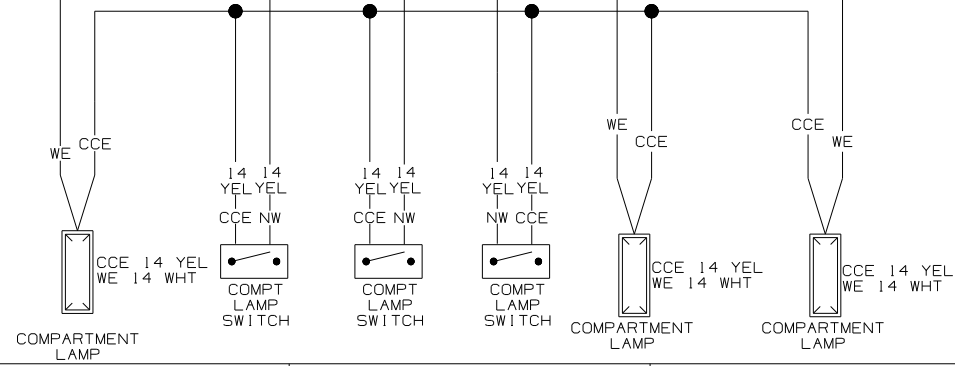 WE CCE
14 14
YEL YEL
CCE NW
14 14
YEL YEL
CCE NW
14 14
YEL YEL
NW CCE
WE
CCE
CCE
WE
CCE 14 YEL
WE 14 WHT
COMPARTMENT
LAMP
COMPT
LAMP
SWITCH
COMPT
LAMP
SWITCH
COMPT
LAMP
SWITCH
CCE 14 YEL
WE 14 WHT
COMPARTMENT
LAMP
CCE 14 YEL
WE 14 WHT
COMPARTMENT
LAMP